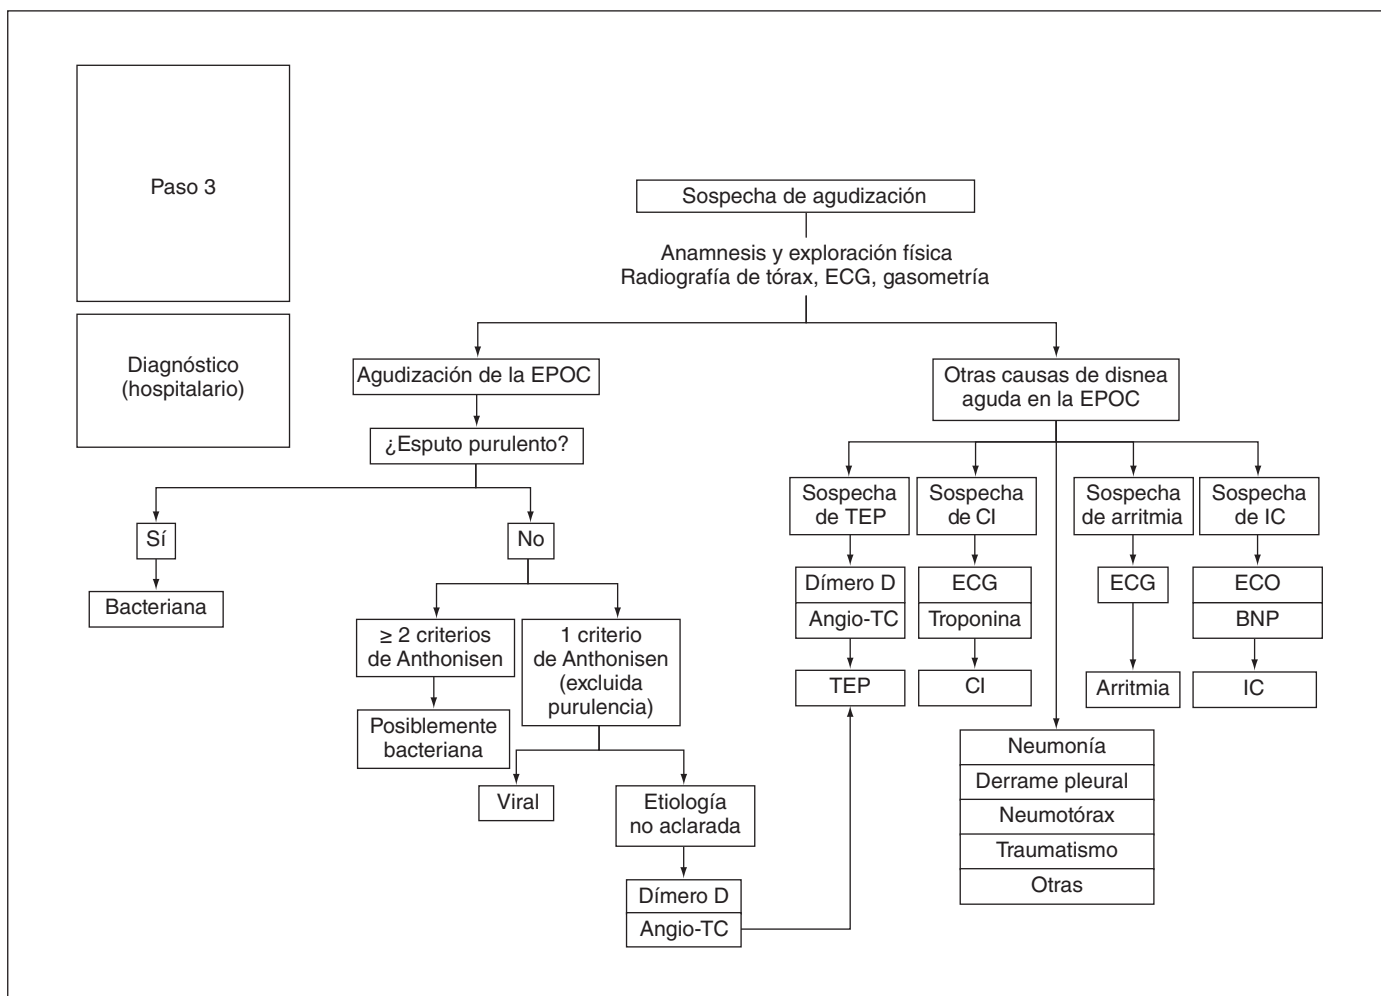 Paso 3
Diagnóstico
(hospitalario)
Sospecha de agudización
Anamnesis y exploración física
Radiografía de tórax, ECG, gasometría
Agudización de la EPOC
¿Esputo purulento?
Sí
Bacteriana
No
≥ 2 criterios
de Anthonisen
Posiblemente
bacteriana
1 criterio
de Anthonisen
(excluida
purulencia)
Viral
Etiología
no aclarada
Dímero D
Angio-TC
Otras causas de disnea
aguda en la EPOC
Sospecha
de TEP
Dímero D
Angio-TC
TEP
Sospecha
de CI
ECG
Troponina
CI
Sospecha
de arritmia
ECG
Arritmia
Sospecha
de IC
ECO
BNP
IC
Neumonía
Derrame pleural
Neumotórax
Traumatismo
Otras